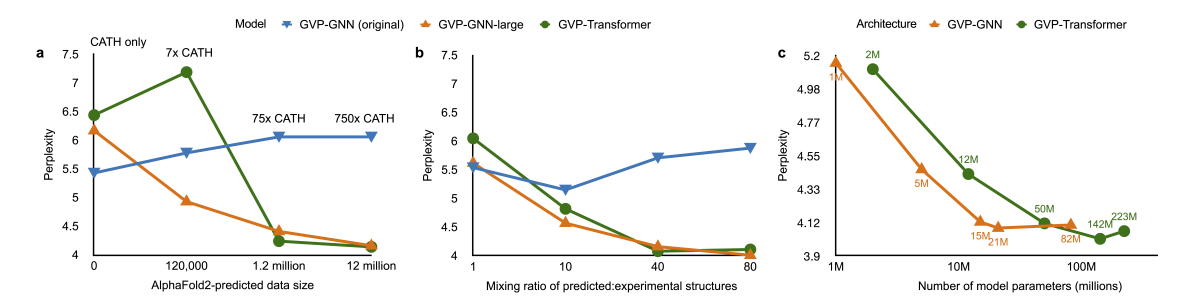 Model GVP-GNN (original) GVP-GNN-large GVP-Transformer
Architecture GVP-GNN GVP-Transformer
a
CATH only
7x CATH
75x CATH 750x CATH
7.5
7
6.5
6
5.5
5
4.5
4
Perplexity
0 120,000 1.2 million 12 million
AlphaFold2-predicted data size
b
7.5
7
6.5
6
5.5
5
4.5
4
Perplexity
1 10 40 80
Mixing ratio of predicted:experimental structures
c
5.2
4.98
4.77
4.55
4.33
4.12
3.9
Perplexity
1M
2M
5M
12M
15M
21M
50M
82M
142M
223M
1M 10M 100M
Number of model parameters (millions)